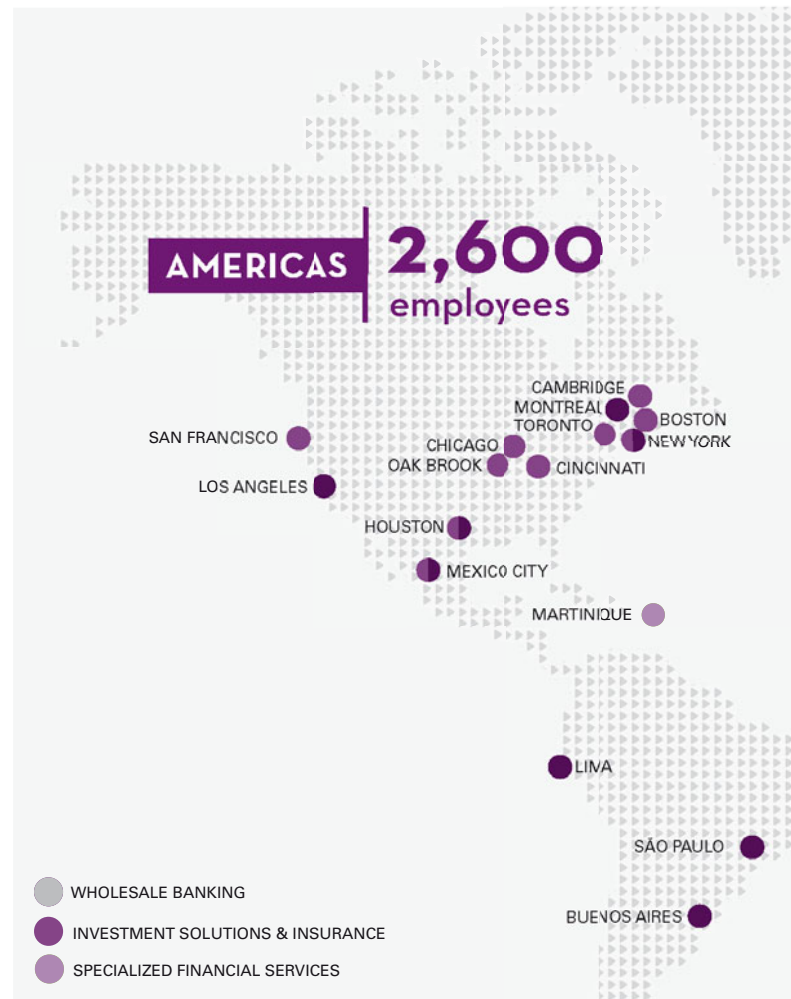 AMERICAS
2,600
employees
CAMBRIDGE
MONTREAL
TORONTO
BOSTON
NEW YORK
SAN FRANCISCO
CHICAGO
OAK BROOK
CINCINNATI
LOS ANGELES
HOUSTON
MEXICO CITY
MARTINIQUE
LIMA
SÃO PAULO
BUENOS AIRES
WHOLESALE BANKING
INVESTMENT SOLUTIONS & INSURANCE
SPECIALIZED FINANCIAL SERVICES